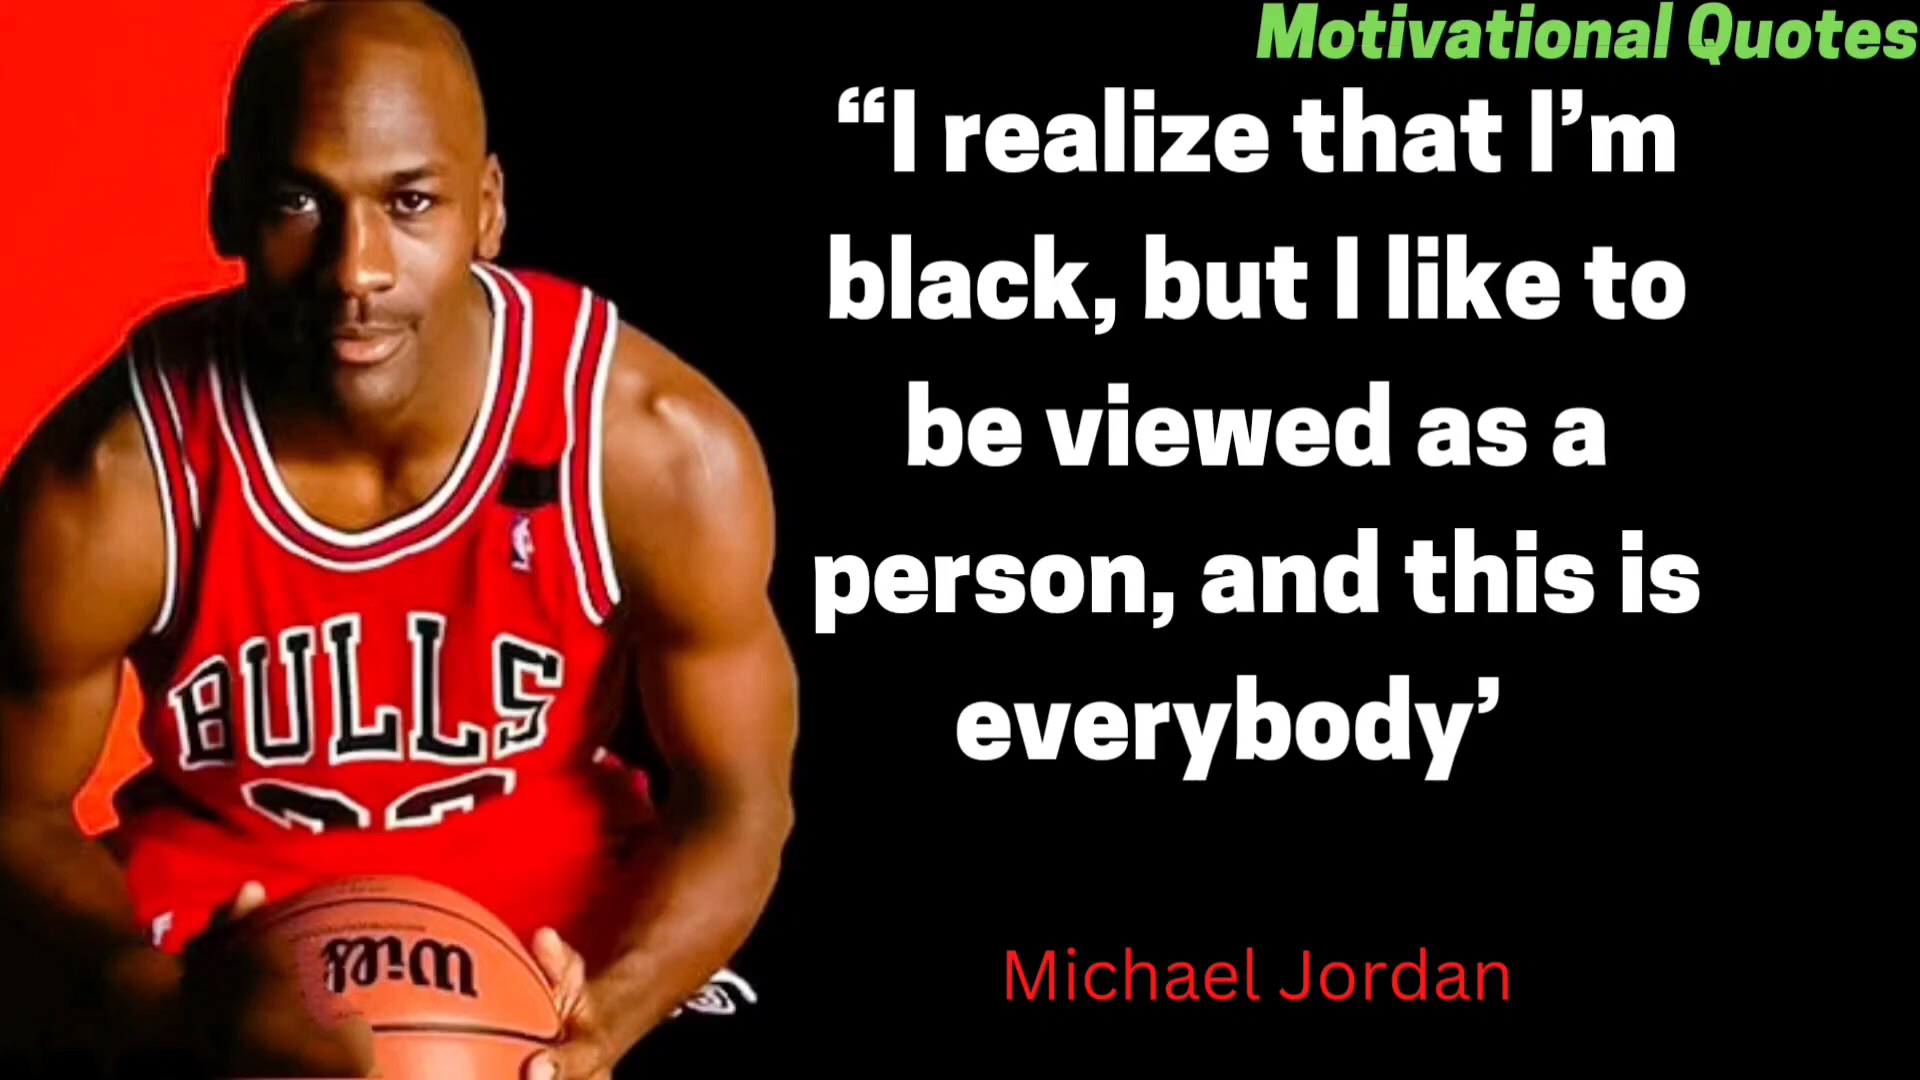 Motivational Quotes
“I realize that I’m
black, but I like to
be viewed as a
person, and this is
everybody’
Michael Jordan
BULLS
23